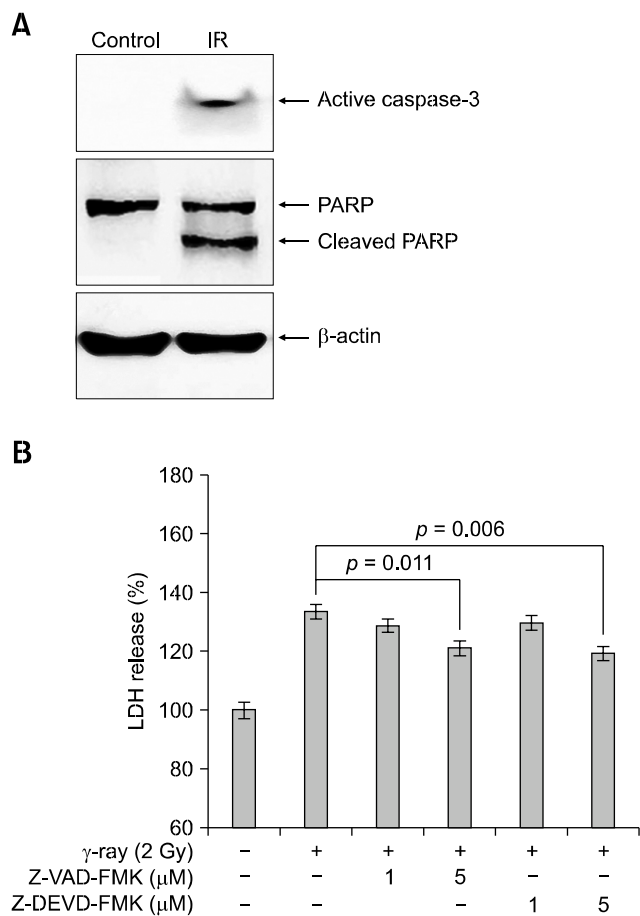 A
Control IR
Active caspase-3
PARP
Cleaved PARP
β-actin
B
180
160
140
120
100
80
60
LDH release (%)
p = 0.006
p = 0.011
γ-ray (2 Gy) – + + + + +
Z-VAD-FMK (μM) – – 1 5 – –
Z-DEVD-FMK (μM) – – – – 1 5